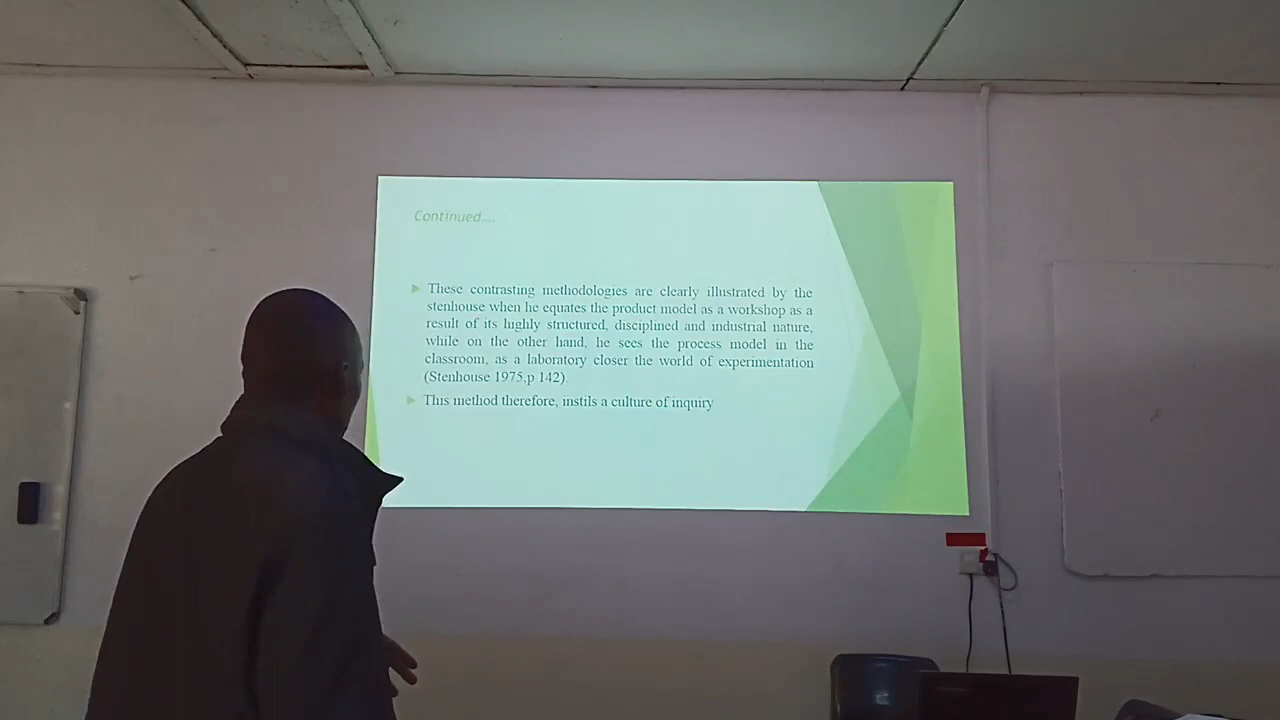 Continued....
These contrasting methodologies are clearly illustrated by the
stenhouse when he equates the product model as a workshop as a
result of its highly structured, disciplined and industrial nature,
while on the other hand, he sees the process model in the
classroom, as a laboratory closer the world of experimentation
(Stenhouse 1975,p 142).
This method therefore, instils a culture of inquiry